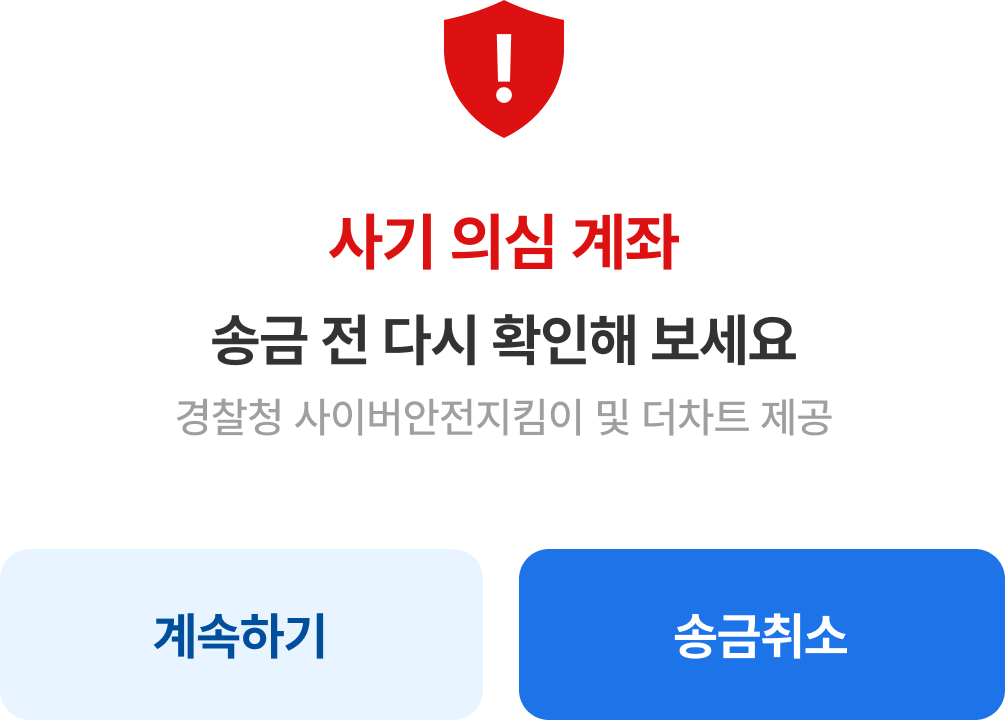 사기 의심 계좌
송금 전 다시 확인해 보세요
경찰청 사이버안전지킴이 및 더차트 제공
계속하기
송금취소